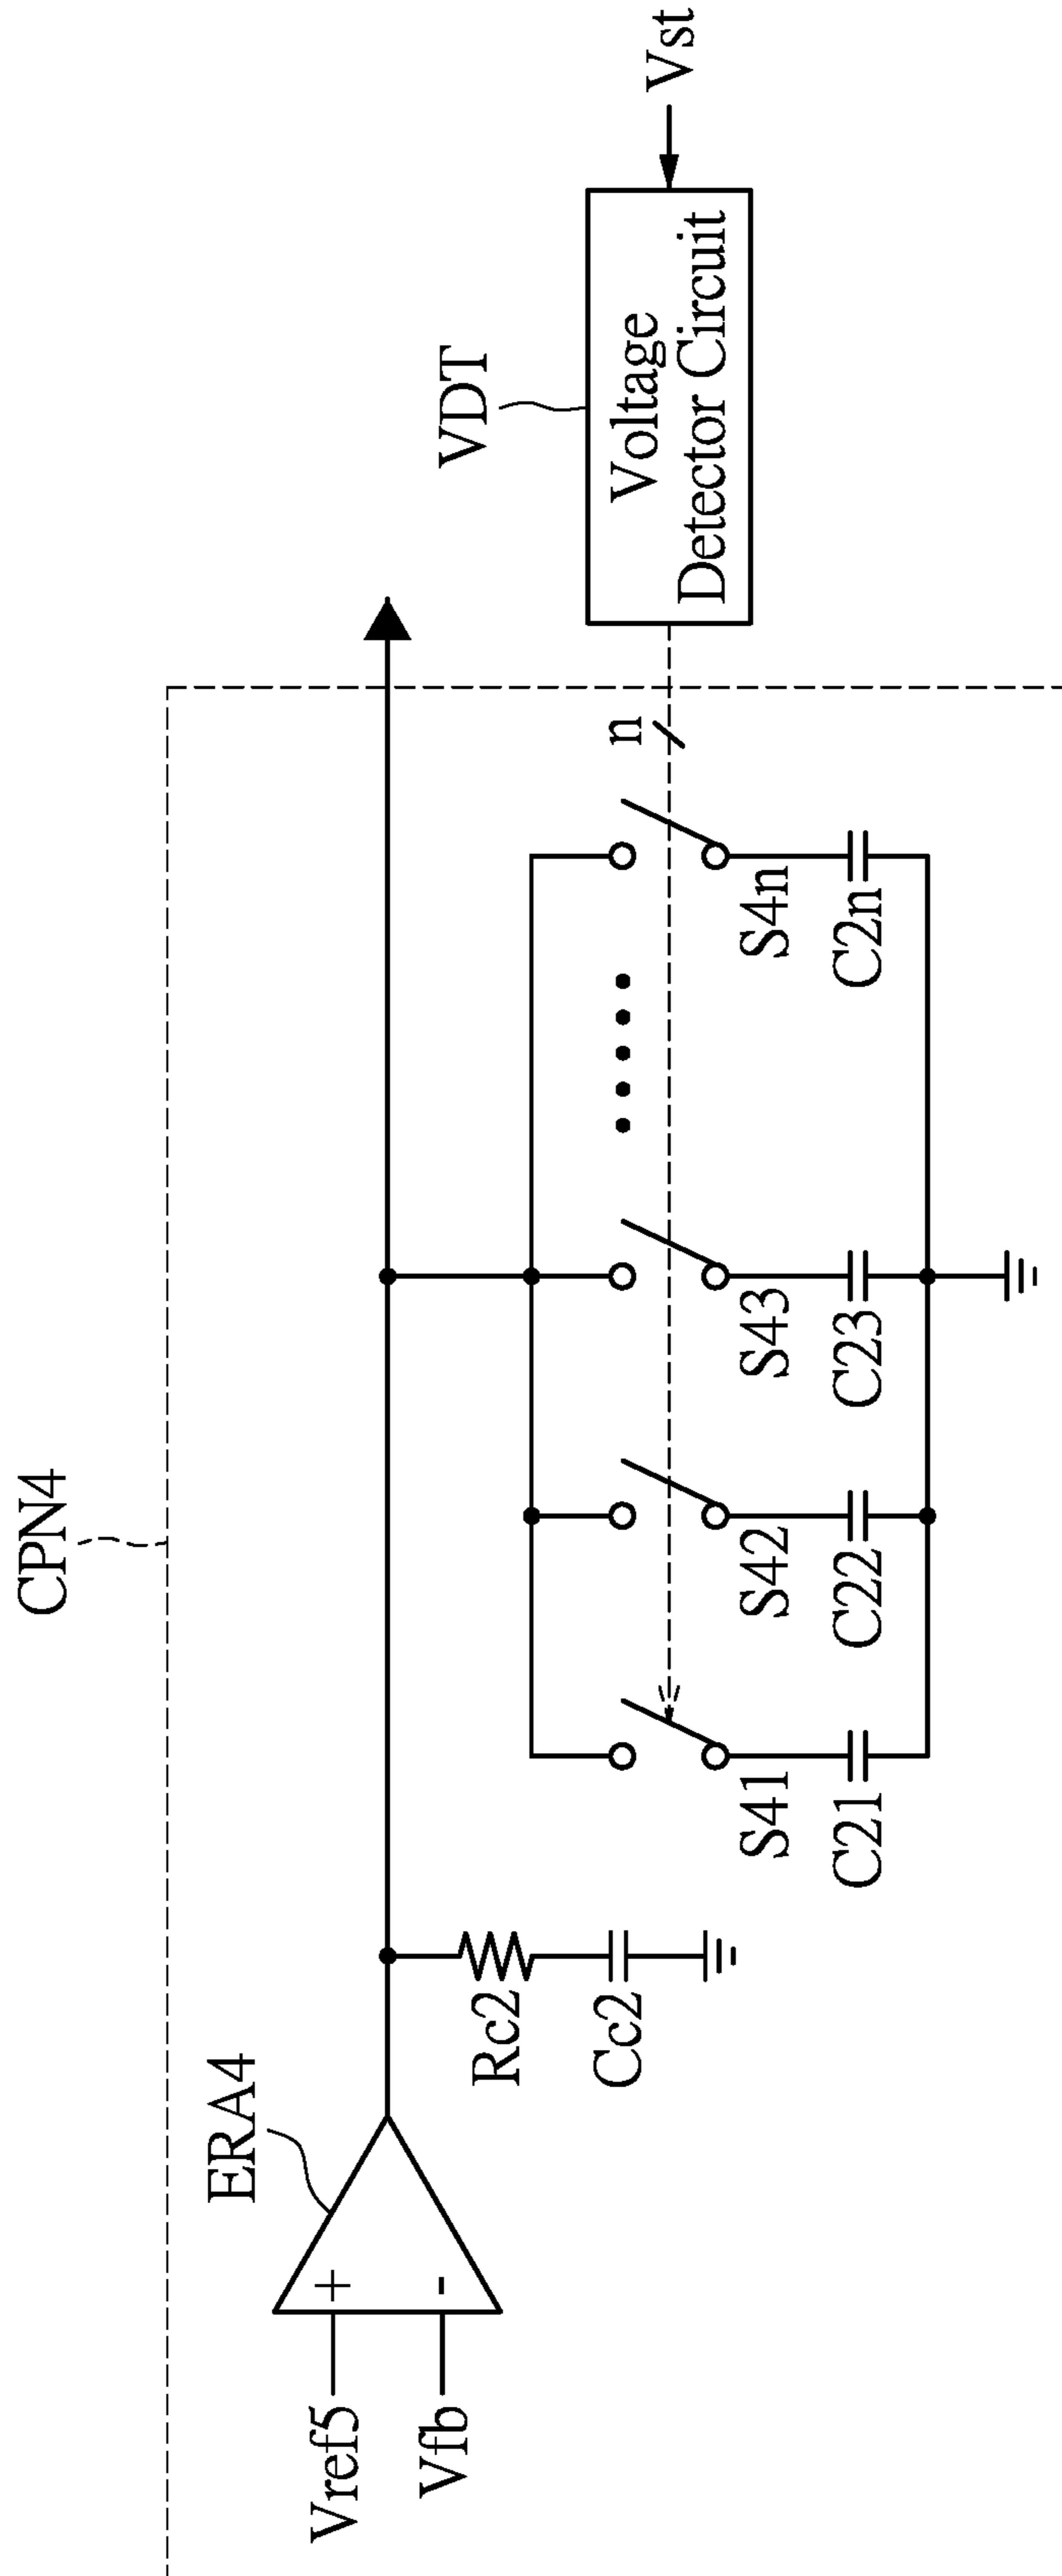 CPN4
ERA4
Vref5
+
Vfb
-
Rc2
Cc2
S41
C21
S42
C22
S43
C23
S4n
C2n
n
VDT
Voltage
Detector Circuit
Vst